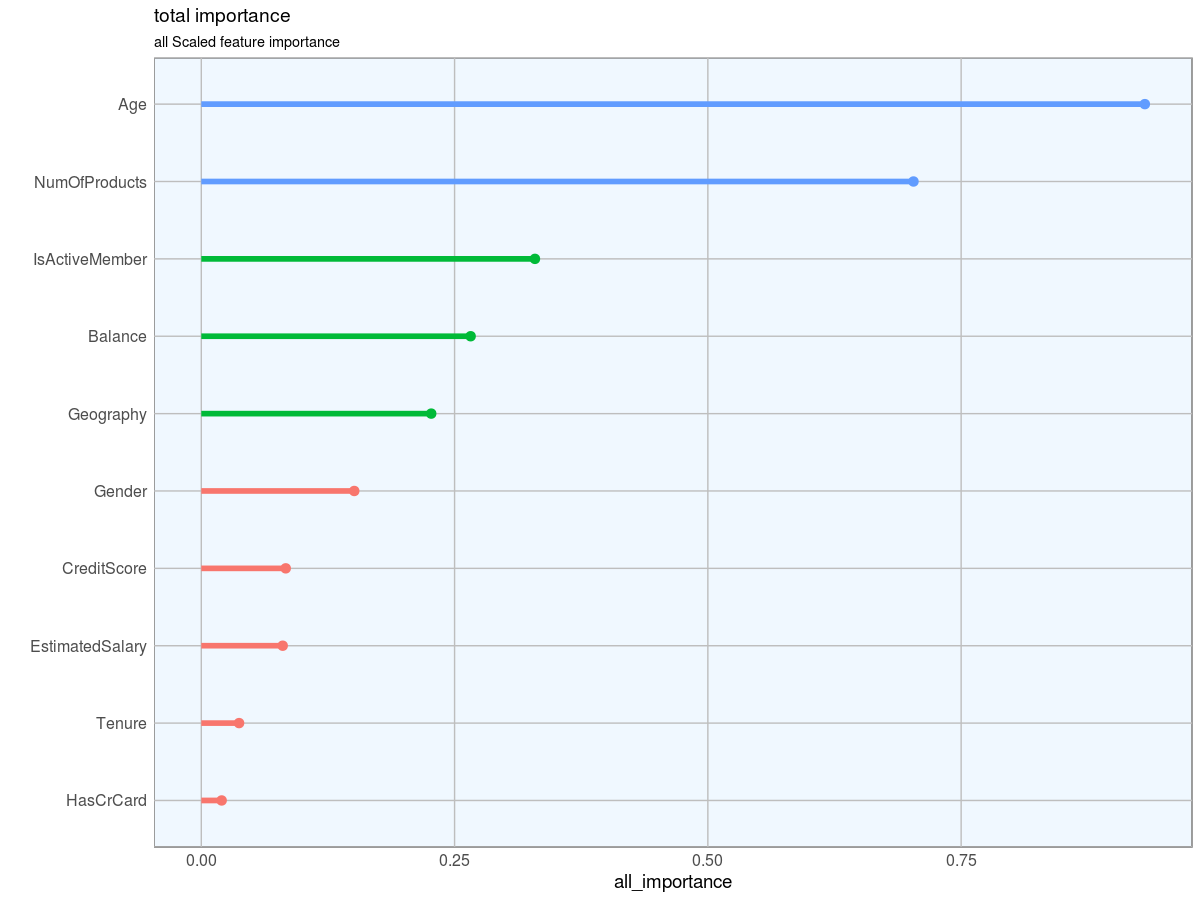 total importance
all Scaled feature importance
Age
NumOfProducts
IsActiveMember
Balance
Geography
Gender
CreditScore
EstimatedSalary
Tenure
HasCrCard
0.00 0.25 0.50 0.75
all_importance